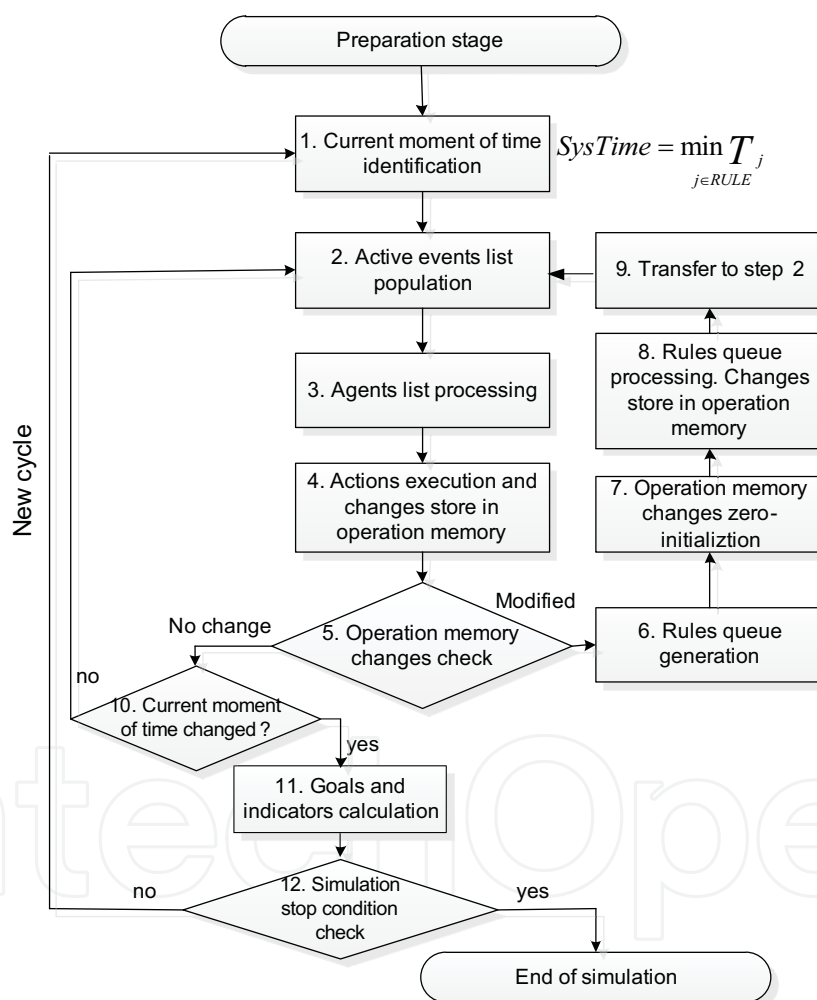 Preparation stage
1. Current moment of time
identification
SysTime = min T j
j∈RULE
2. Active events list
population
9. Transfer to step 2
8. Rules queue
processing. Changes
store in operation
memory
3. Agents list processing
New cycle
4. Actions execution and
changes store in
operation memory
7. Operation memory
changes zero-
initializtion
Modified
No change
5. Operation memory
changes check
6. Rules queue
generation
no
10. Current moment
of time changed ?
yes
11. Goals and
indicators calculation
no
12. Simulation
stop condition
check
yes
End of simulation
ntechOpe